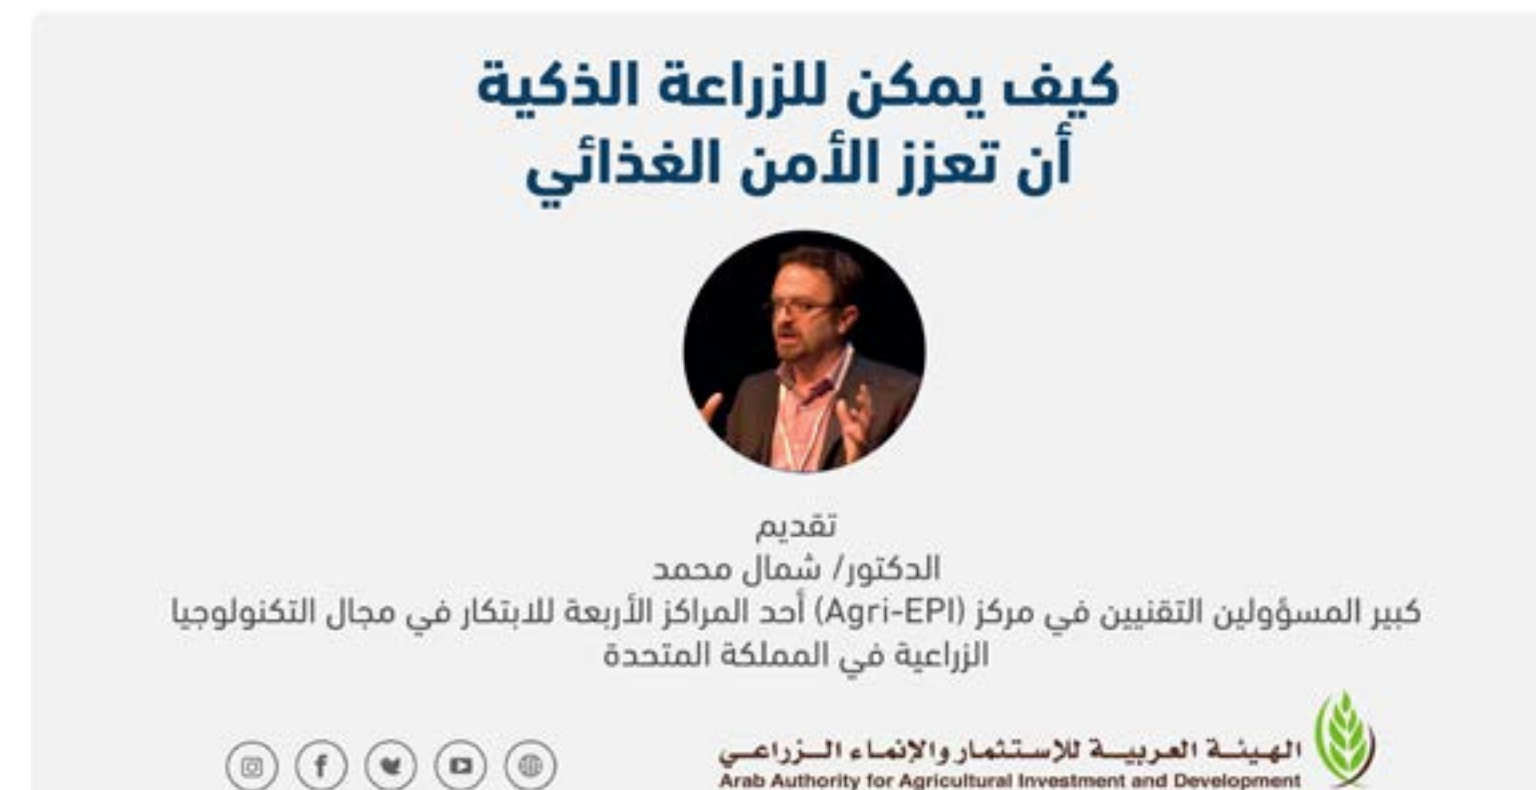 كيف يمكن للزراعة الذكية
أن تعزز الأمن الغذائي
تقديم
الدكتور/ شمال محمد
كبير المسؤولين التقنيين في مركز (Agri-EPI) أحد المراكز الأربعة للابتكار في مجال التكنولوجيا
الزراعية في المملكة المتحدة
الهيئة العربية للإستثمار والإنماء الزراعي
Arab Authority for Agricultural Investment and Development